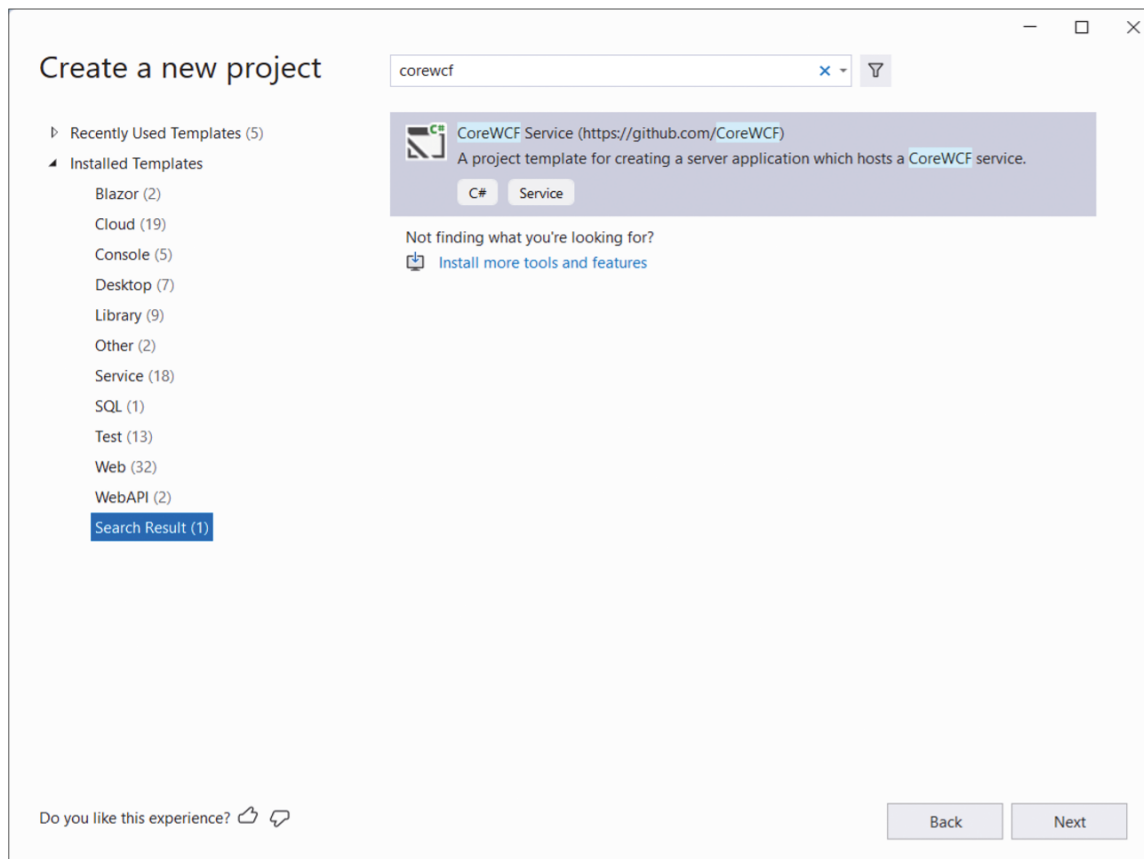 Create a new project
corewcf
Recently Used Templates (5)
Installed Templates
Blazor (2)
Cloud (19)
Console (5)
Desktop (7)
Library (9)
Other (2)
Service (18)
SQL (1)
Test (13)
Web (32)
WebAPI (2)
Search Result (1)
C#
CoreWCF Service (https://github.com/CoreWCF)
A project template for creating a server application which hosts a CoreWCF service.
C# Service
Not finding what you're looking for?
Install more tools and features
Do you like this experience?
Back Next